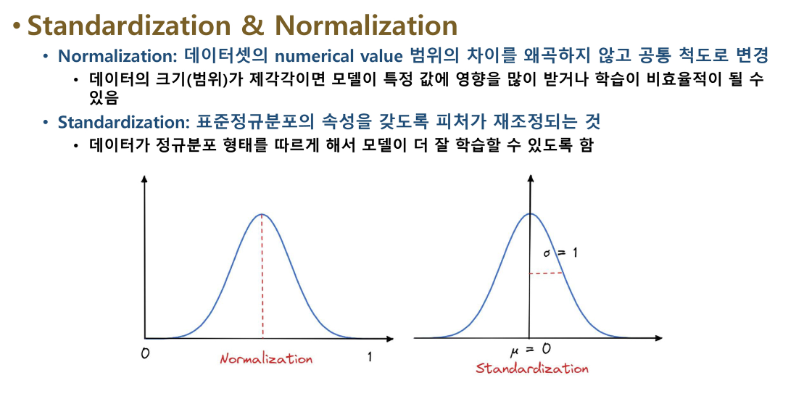 • Standardization & Normalization
• Normalization: 데이터셋의 numerical value 범위의 차이를 왜곡하지 않고 공통 척도로 변경
• 데이터의 크기(범위)가 제각각이면 모델이 특정 값에 영향을 많이 받거나 학습이 비효율적이 될 수
있음
• Standardization: 표준정규분포의 속성을 갖도록 피처가 재조정되는 것
• 데이터가 정규분포 형태를 따르게 해서 모델이 더 잘 학습할 수 있도록 함
σ = 1
0
Normalization
1
μ = 0
Standardization